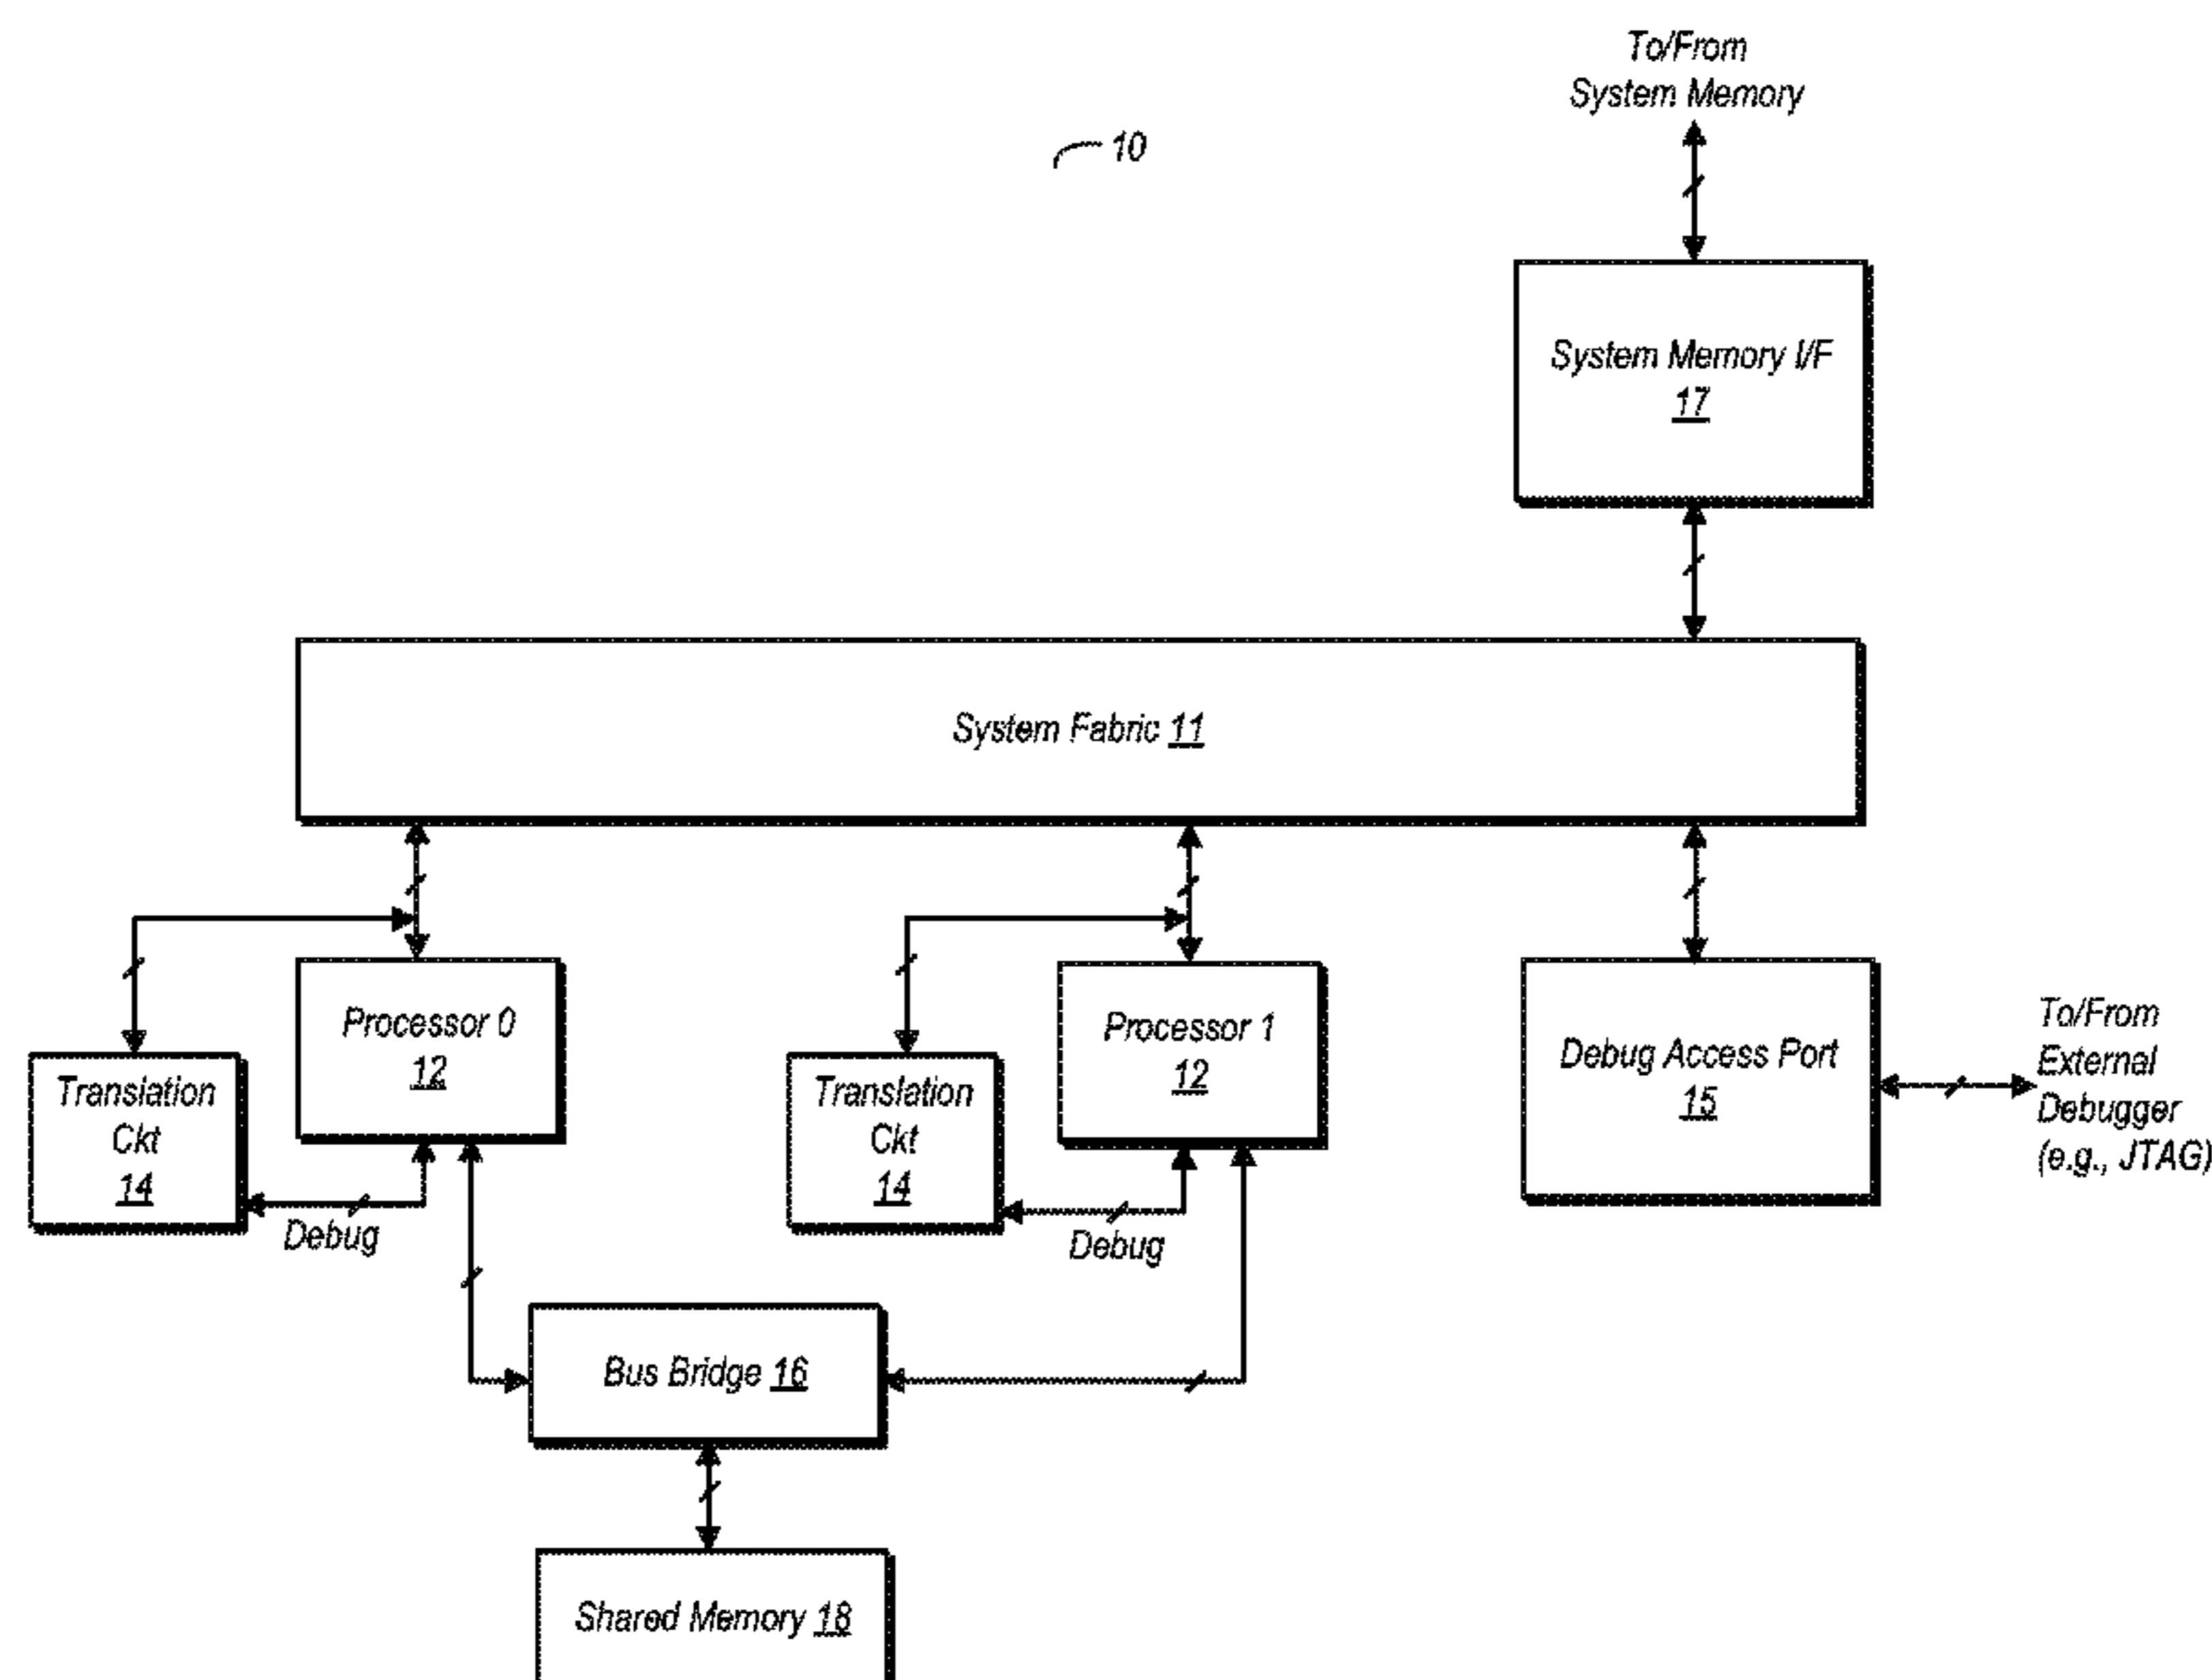 To/From
System Memory
10
System Memory I/F
17
System Fabric 11
Processor 0
12
Translation
Ckt
14
Debug
Processor 1
12
Translation
Ckt
14
Debug
Debug Access Port
15
To/From
External
Debugger
(e.g., JTAG)
Bus Bridge 16
Shared Memory 18